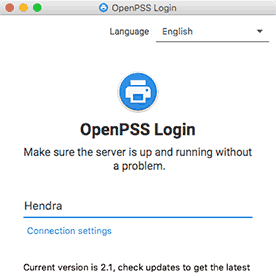 OpenPSS Login
Language English
OpenPSS Login
Make sure the server is up and running without
a problem.
Hendra
Connection settings
Current version is 2.1, check updates to get the latest